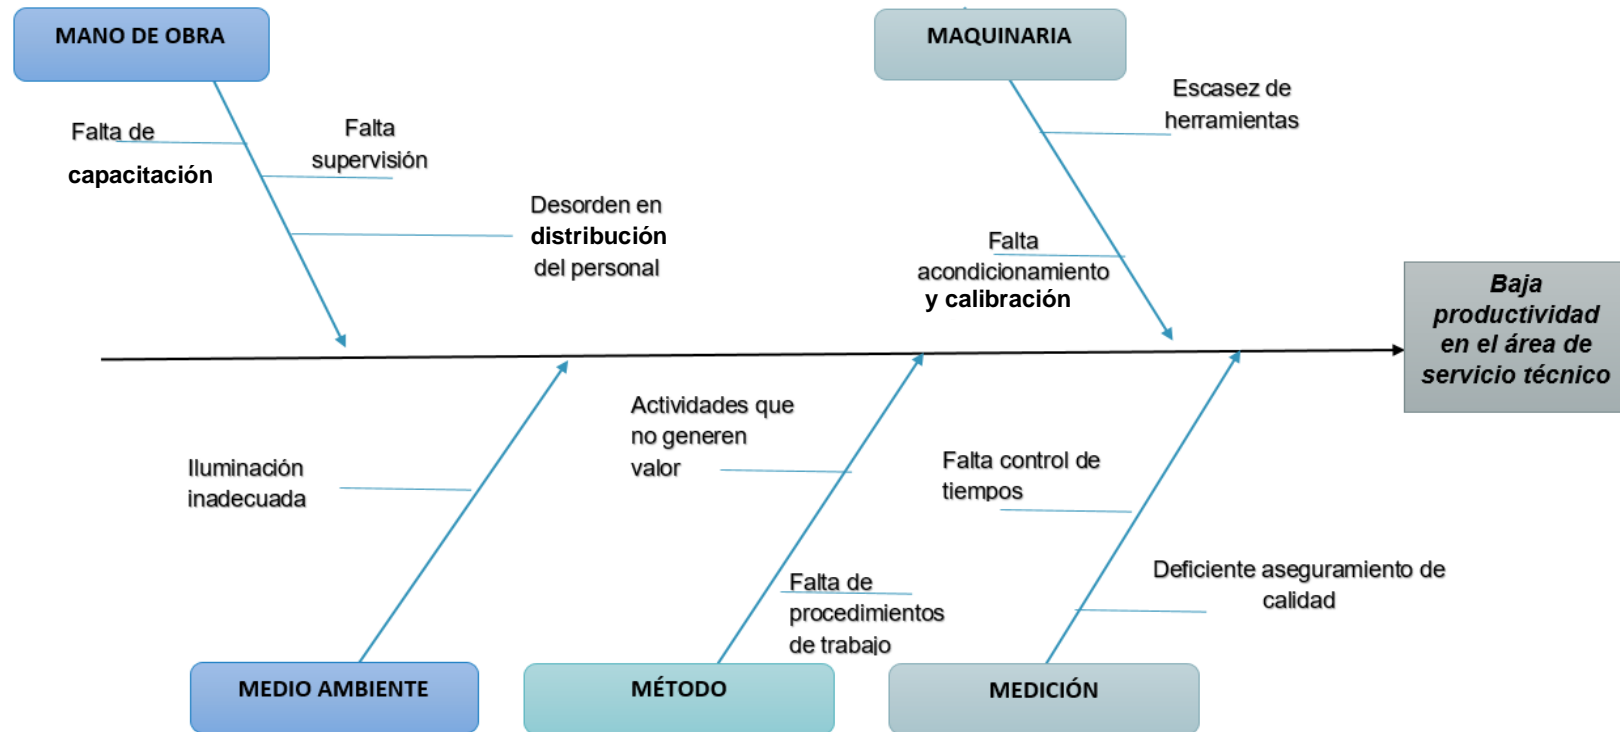 MANO DE OBRA
MAQUINARIA
Falta de
capacitación
Falta
supervisión
Desorden en
distribución
del personal
Escasez de
herramientas
Falta
acondicionamiento
y calibración
Baja
productividad
en el área de
servicio técnico
Iluminación
inadecuada
Actividades que
no generen
valor
Falta de
procedimientos
de trabajo
Falta control de
tiempos
Deficiente aseguramiento de
calidad
MEDIO AMBIENTE
MÉTODO
MEDICIÓN